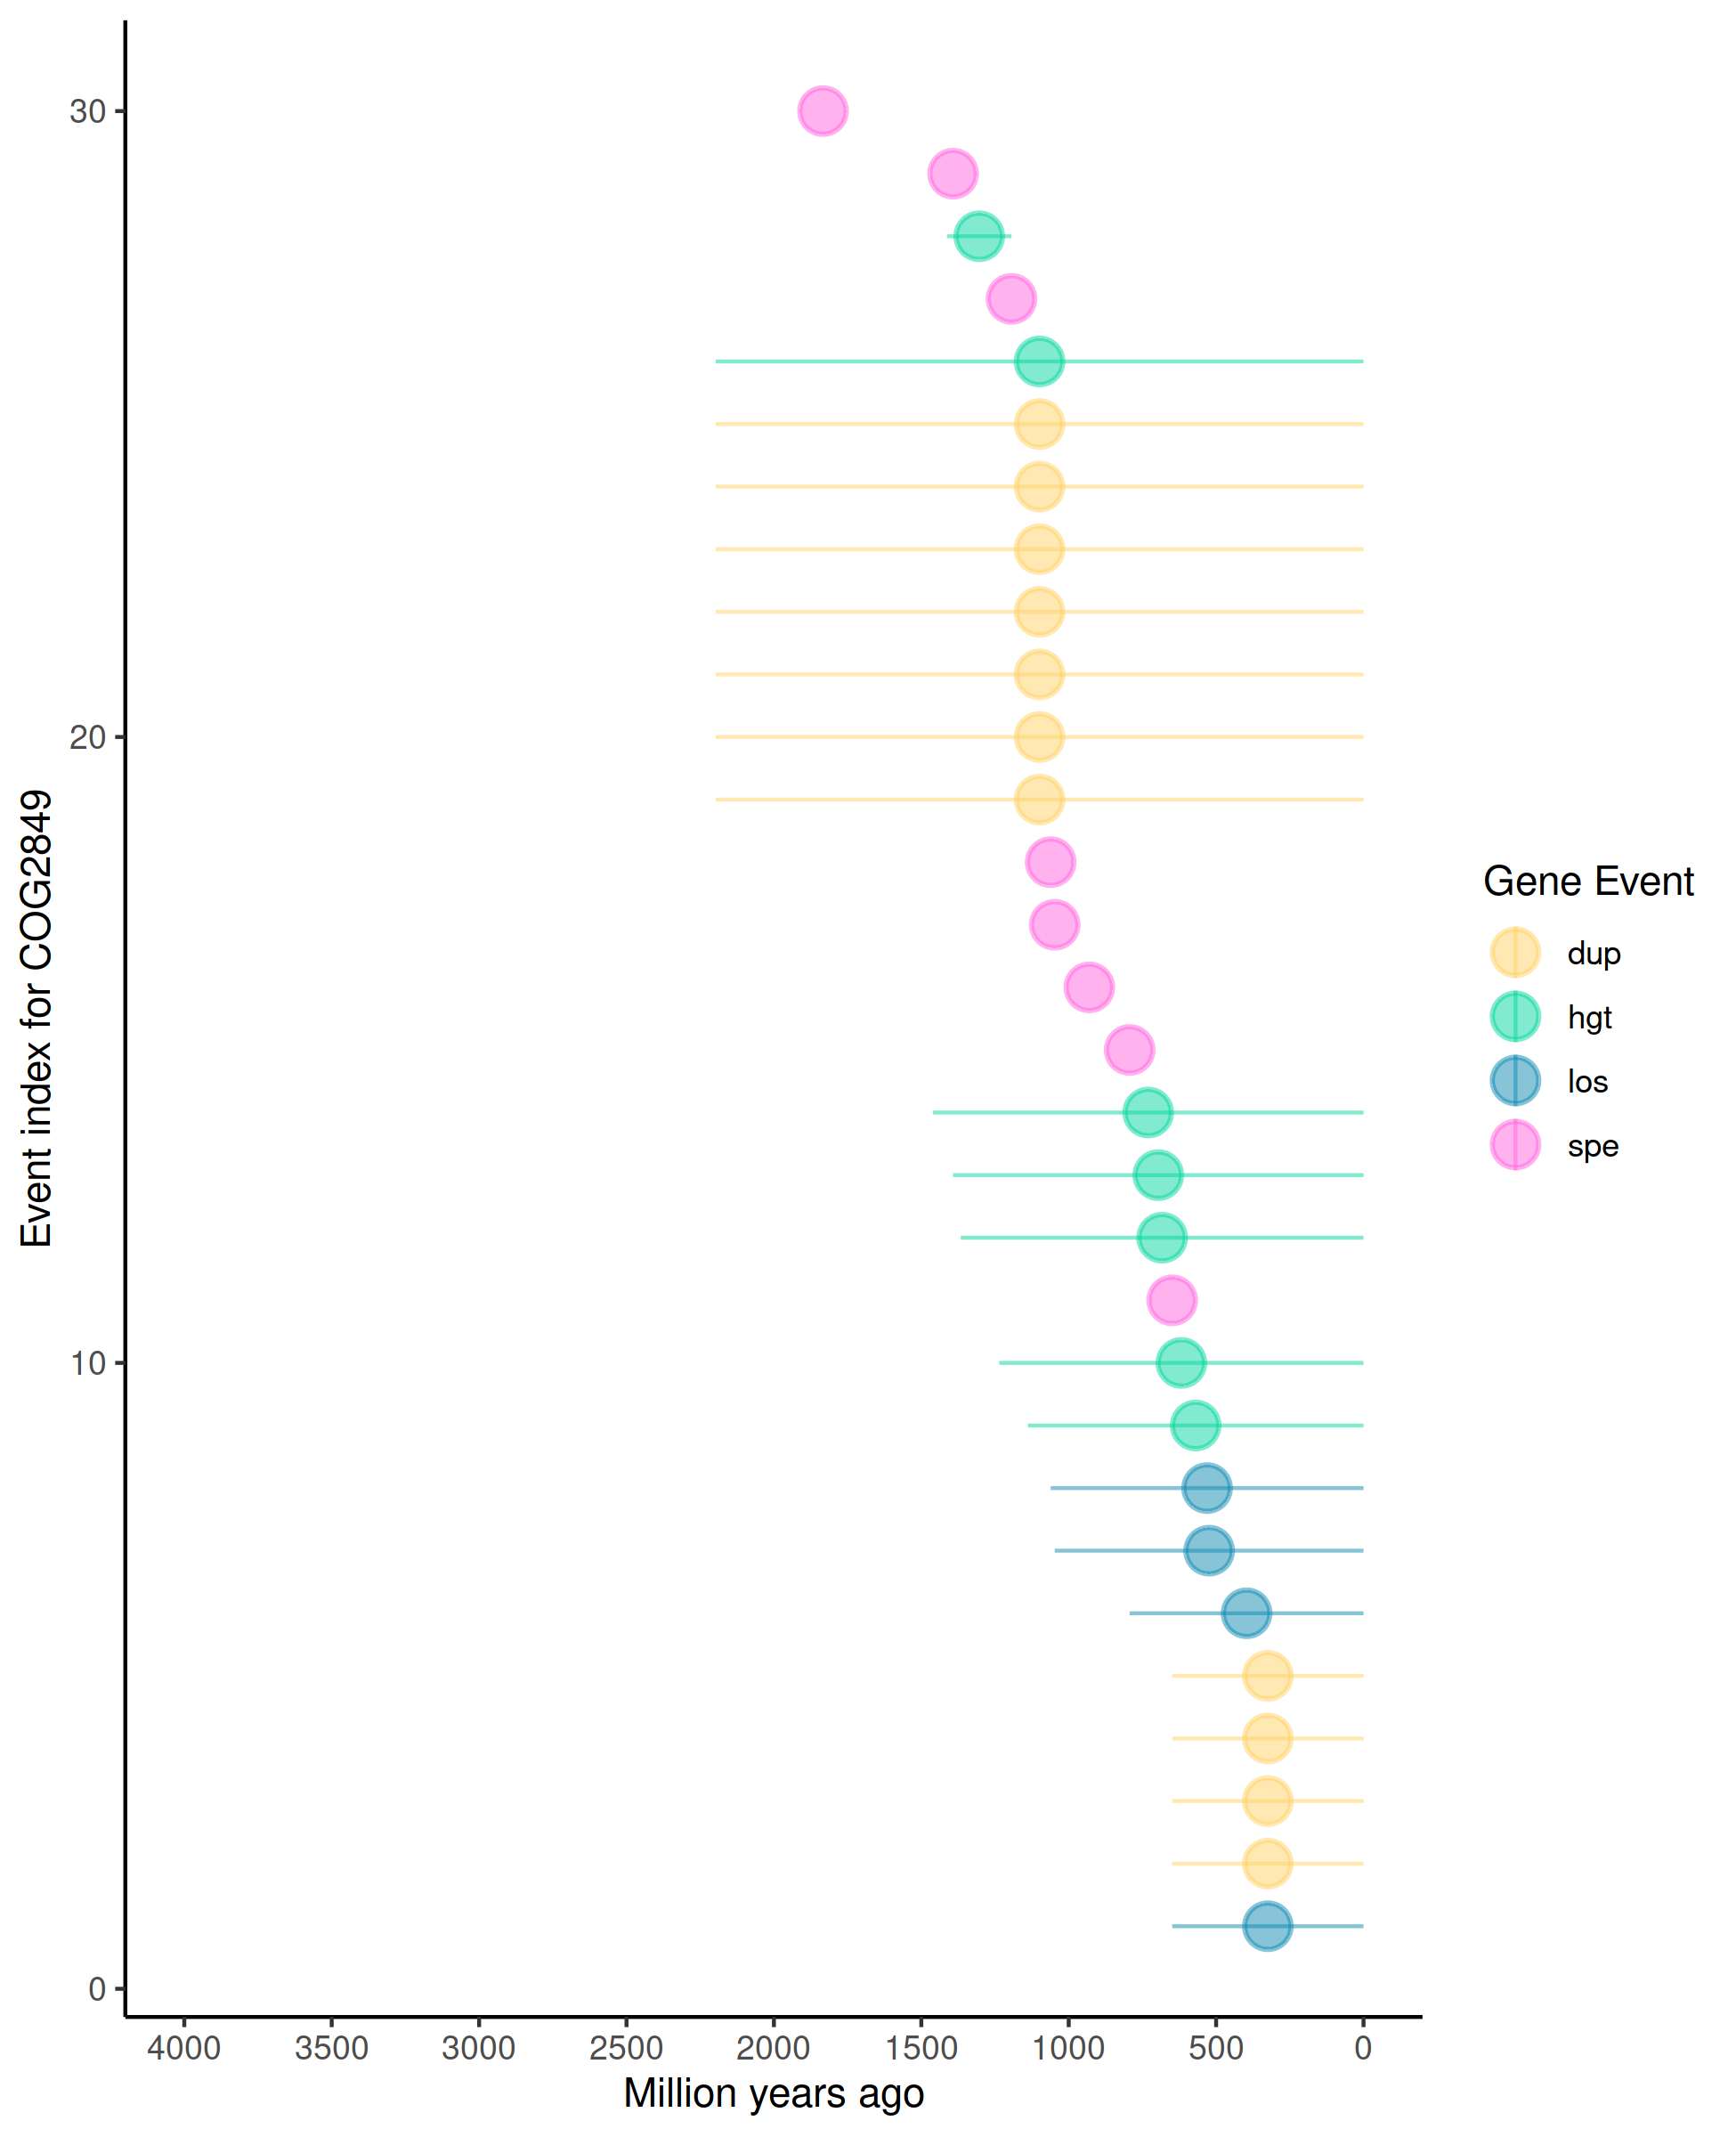 30
20
10
0
Event index for COG2849
4000 3500 3000 2500 2000 1500 1000 500 0
Million years ago
Gene Event
dup
hgt
los
spe